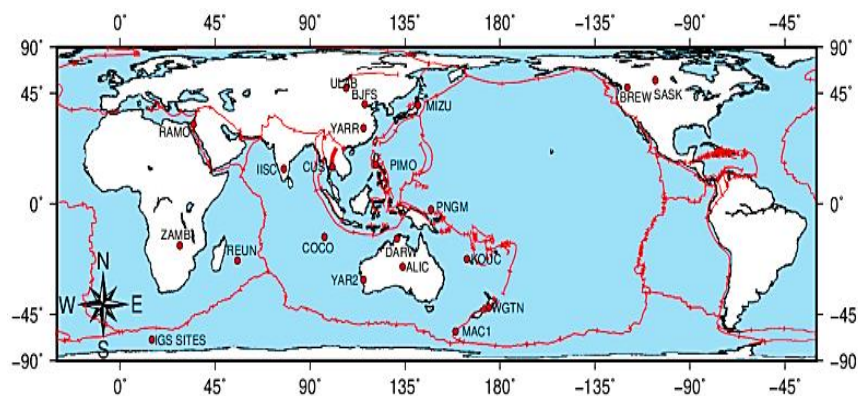 0° 45° 90° 135° 180° −135° −90° −45°
90° 90°
ULAB
45° BJFS MIZU BREW SASK 45°
RAMO YARR
IISC CUS PIMO
0° PNGM 0°
ZAMB REUN COCO DARW KOUC
ALIC
N
YAR2
−45° W E WGTN −45°
S IGS SITES MAC1
−90° −90°
0° 45° 90° 135° 180° −135° −90° −45°